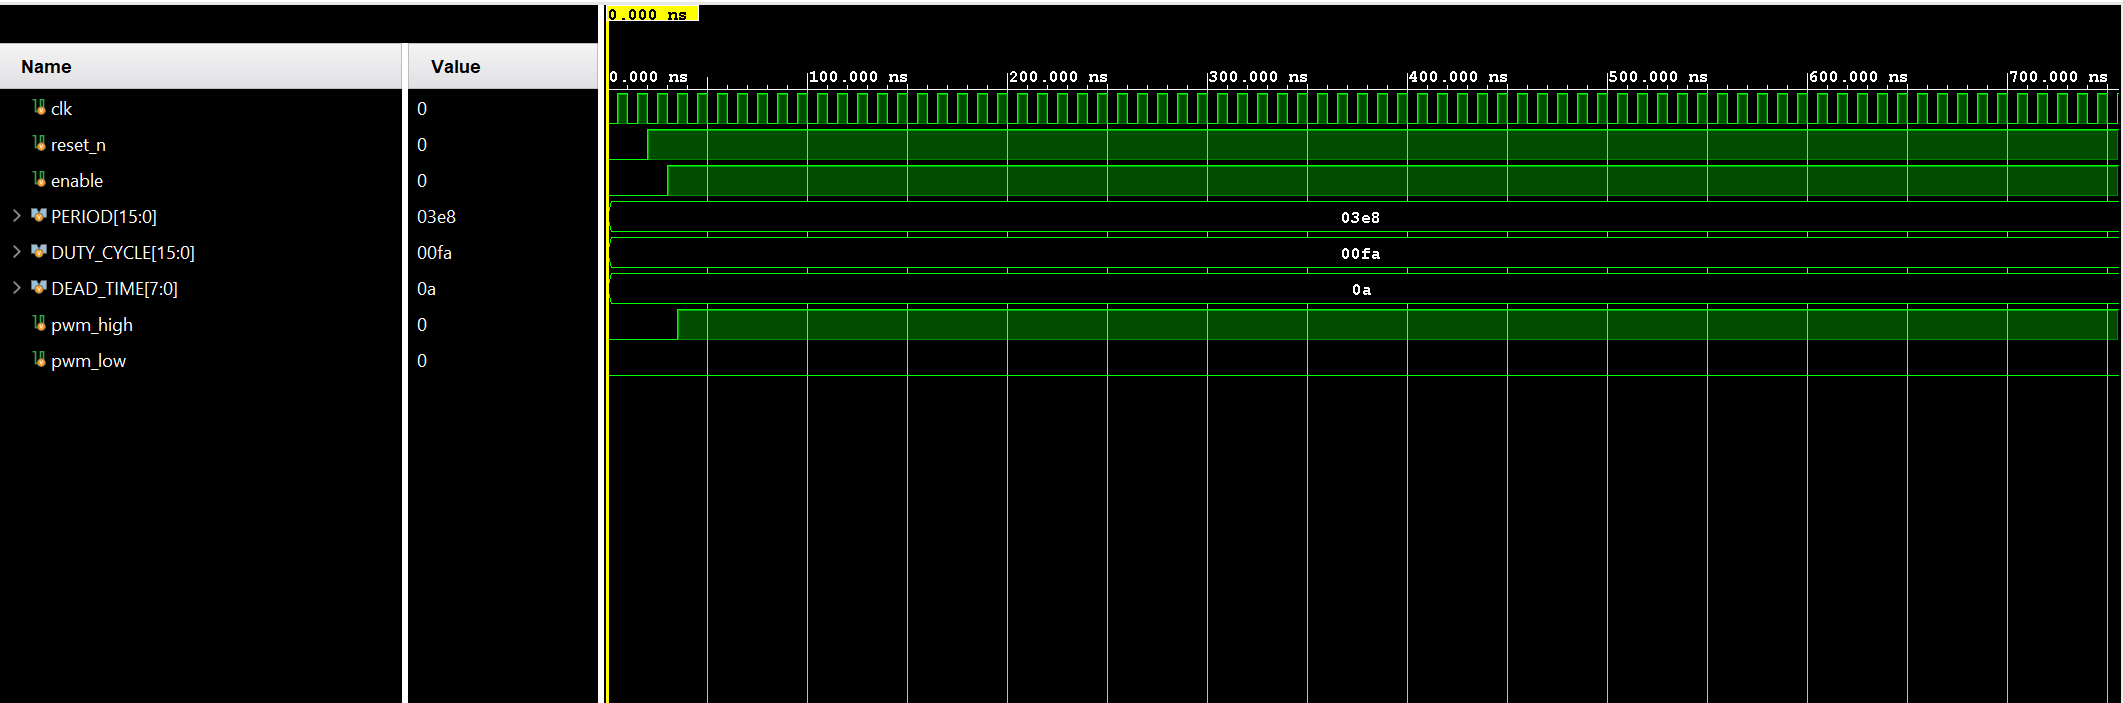 0.000 ns
Name Value
0.000 ns 100.000 ns 200.000 ns 300.000 ns 400.000 ns 500.000 ns 600.000 ns 700.000 ns
clk 0
reset_n 0
enable 0
PERIOD[15:0] 03e8 03e8
DUTY_CYCLE[15:0] 00fa 00fa
DEAD_TIME[7:0] 0a 0a
pwm_high 0
pwm_low 0